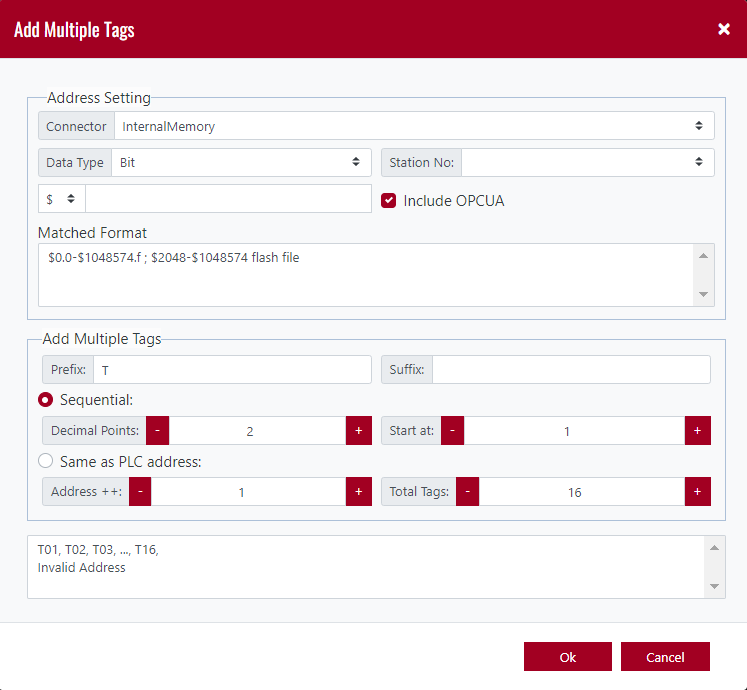 Add Multiple Tags
Address Setting
Connector InternalMemory
Data Type Bit Station No:
$ Include OPCUA
Matched Format
$0.0-$1048574.f ; $2048-$1048574 flash file
Add Multiple Tags
Prefix: T Suffix:
Sequential:
Decimal Points: - 2 + Start at: - 1 +
Same as PLC address:
Address ++: - 1 + Total Tags: - 16 +
T01, T02, T03, ..., T16,
Invalid Address
Ok Cancel